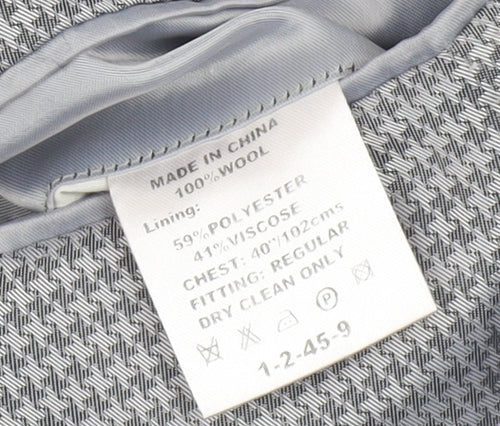 MADE IN CHINA
100%WOOL
Lining:
59%POLYESTER
41%VISCOSE
CHEST: 40"/102cms
FITTING: REGULAR
DRY CLEAN ONLY
P
1-2-45-9